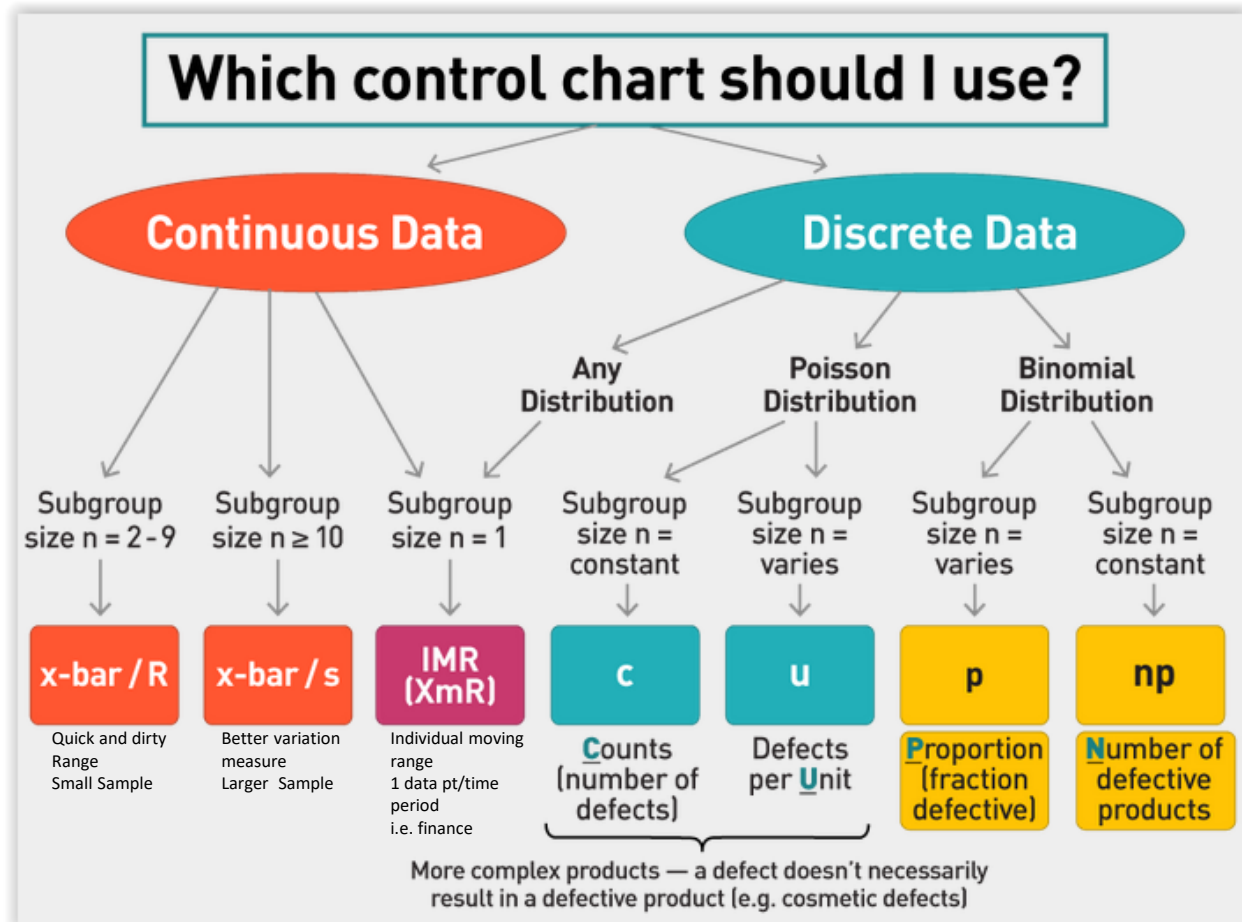 Which control chart should I use?
Continuous Data
Discrete Data
Any
Distribution
Poisson
Distribution
Binomial
Distribution
Subgroup
size n = 2 - 9
Subgroup
size n ≥ 10
Subgroup
size n = 1
Subgroup
size n =
constant
Subgroup
size n =
varies
Subgroup
size n =
varies
Subgroup
size n =
constant
x-bar / R
x-bar / s
IMR
(XmR)
c
u
p
np
Quick and dirty
Range
Small Sample
Better variation
measure
Larger Sample
Individual moving
range
1 data pt/time
period
i.e. finance
Counts
(number of
defects)
Defects
per Unit
Proportion
(fraction
defective)
Number of
defective
products
More complex products — a defect doesn't necessarily
result in a defective product (e.g. cosmetic defects)